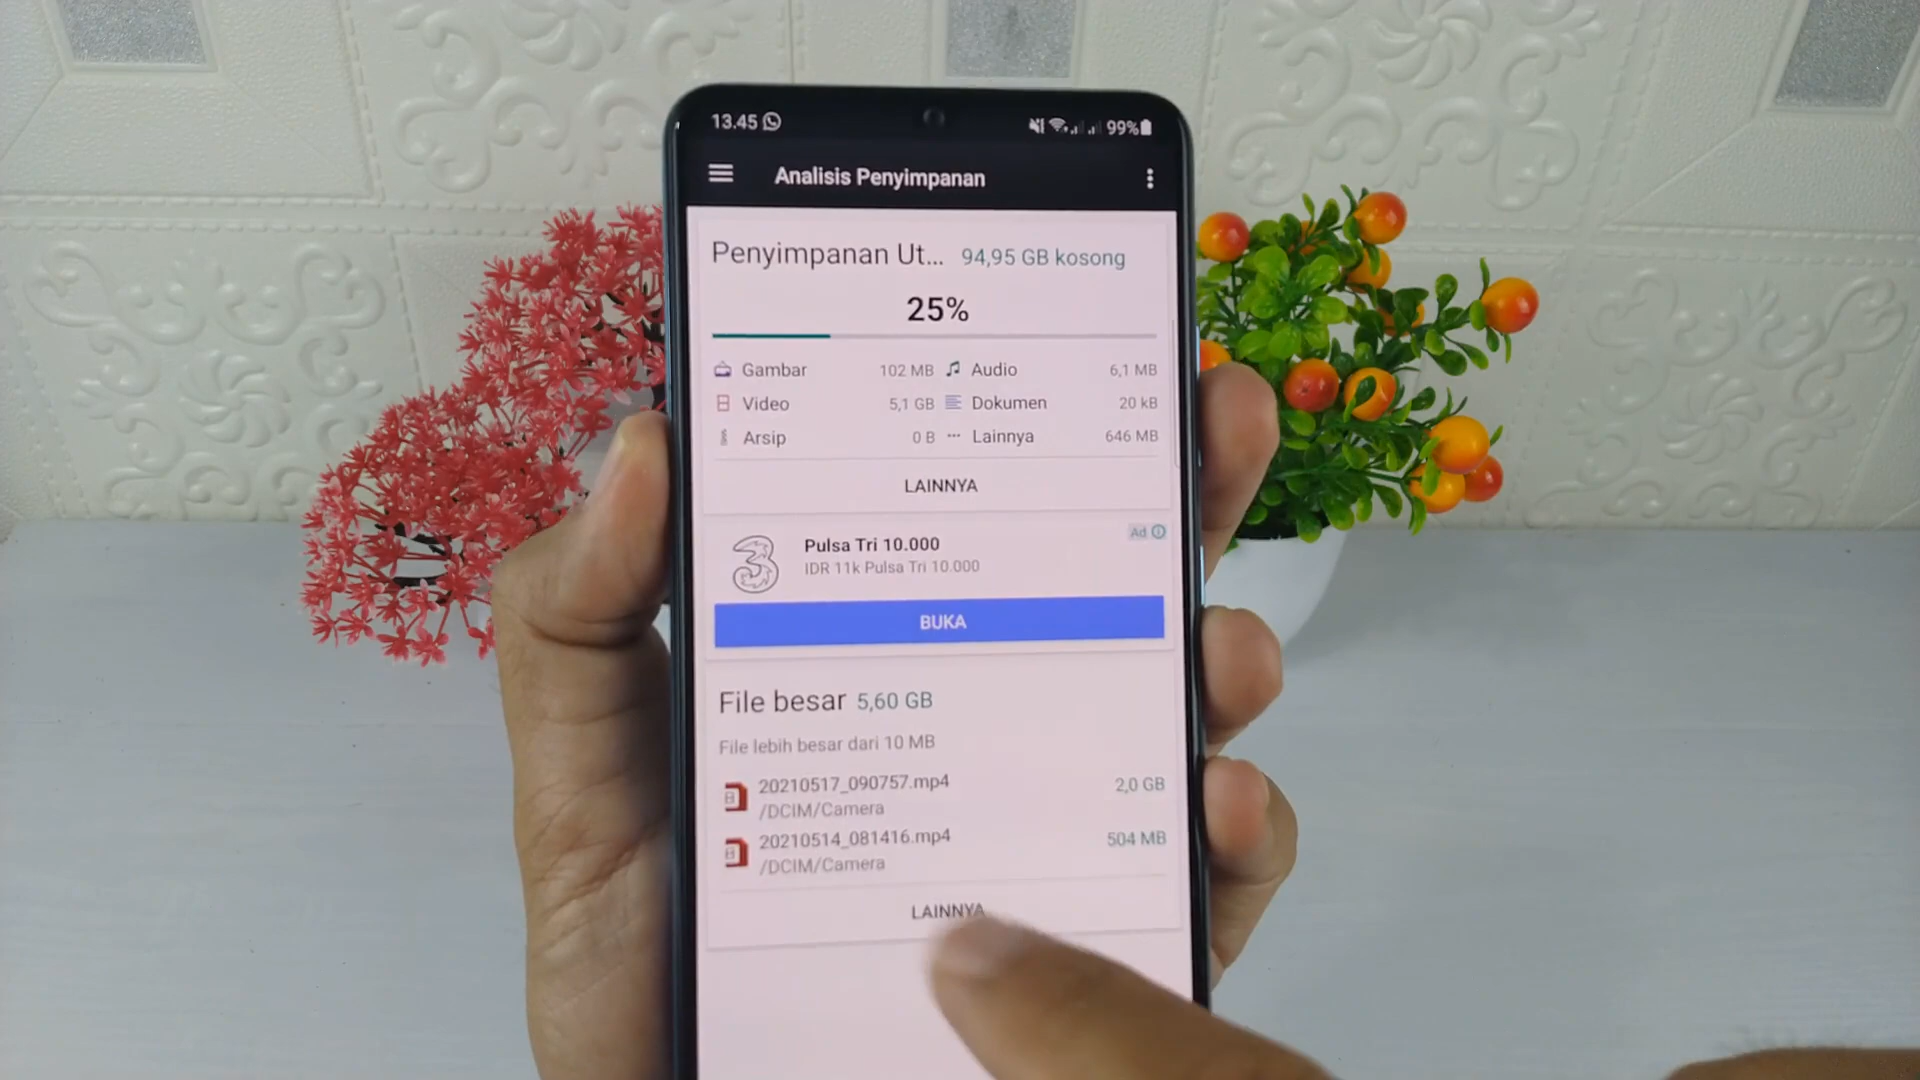 13.45
99%
Analisis Penyimpanan
Penyimpanan Ut... 94,95 GB kosong
25%
Gambar 102 MB Audio 6,1 MB
Video 5,1 GB Dokumen 20 kB
Arsip 0 B Lainnya 646 MB
LAINNYA
Ad
Pulsa Tri 10.000
IDR 11k Pulsa Tri 10.000
BUKA
File besar 5,60 GB
File lebih besar dari 10 MB
20210517_090757.mp4 2,0 GB
/DCIM/Camera
20210514_081416.mp4 504 MB
/DCIM/Camera
LAINNYA